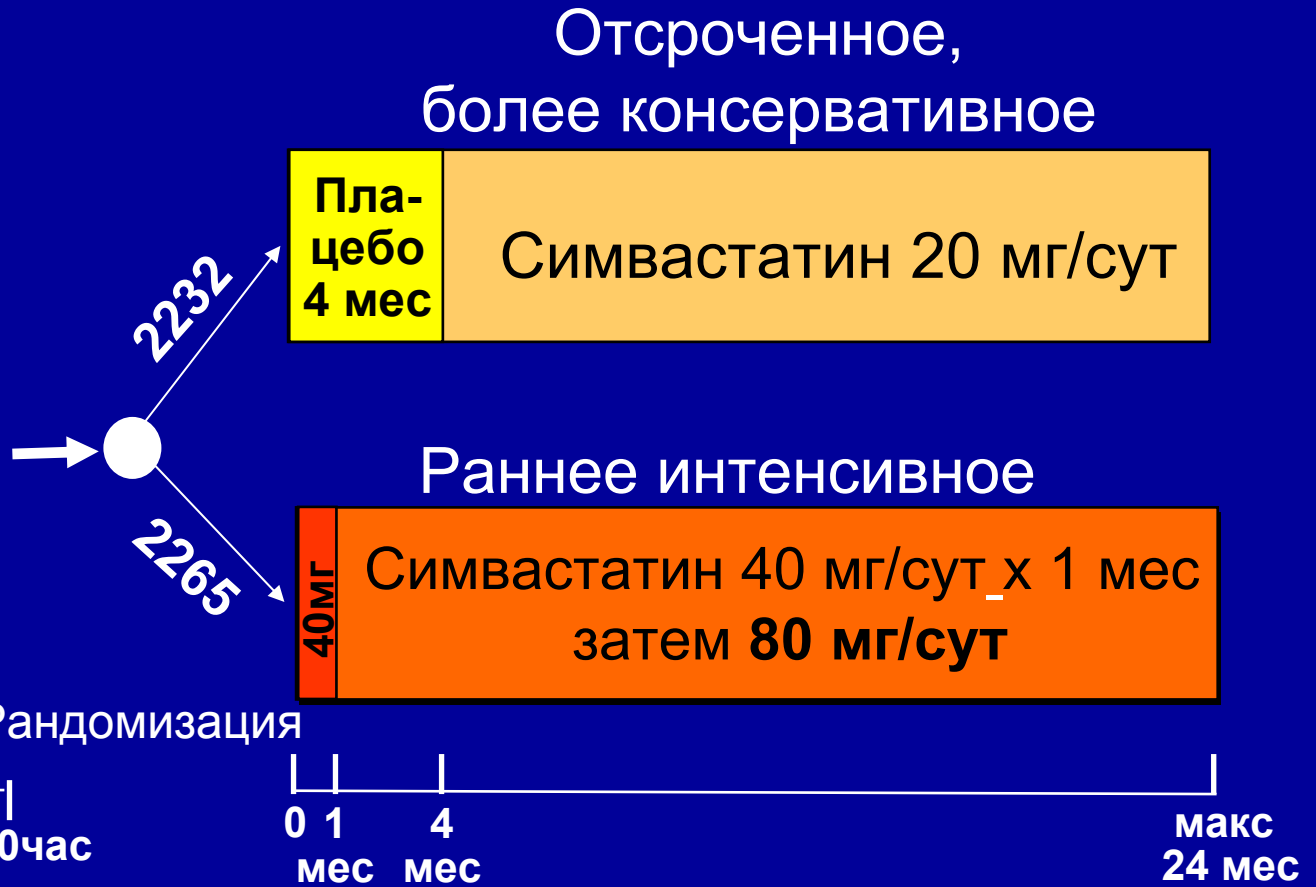 Отсроченное,
более консервативное
Пла-
цебо
4 мес
Симвастатин 20 мг/сут
2232
Раннее интенсивное
2265
40мг
Симвастатин 40 мг/сут x 1 мес
затем 80 мг/сут
Рандомизация
0час
0 1 4 макс
мес мес 24 мес